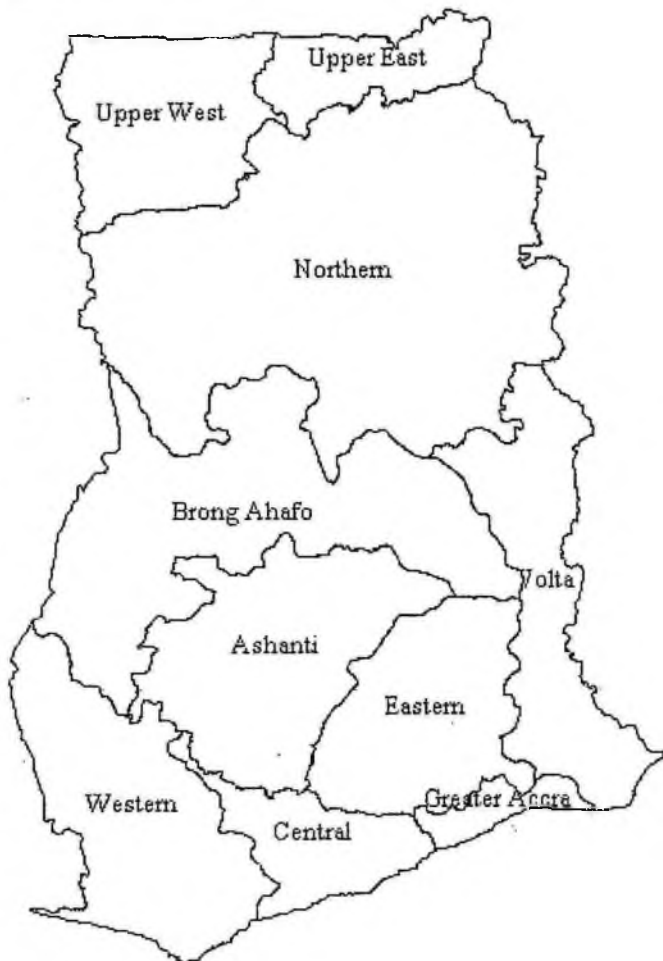 Upper East
Upper West
Northern
Brong Ahafo
Volta
Ashanti
Eastern
Western
Greater Accra
Central